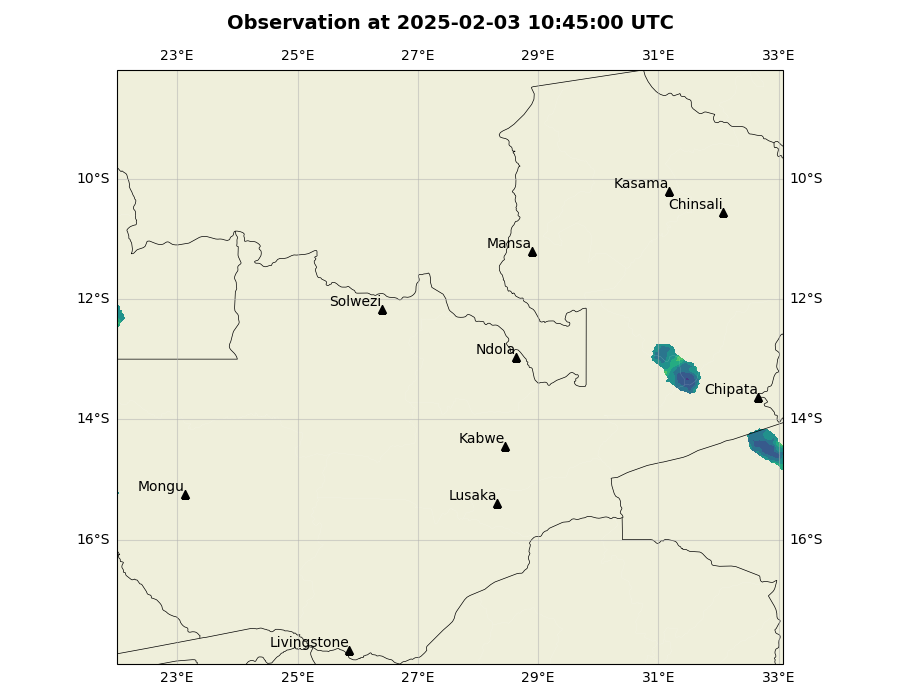 Observation at 2025-02-03 10:45:00 UTC
23°E 25°E 27°E 29°E 31°E 33°E
10°S 10°S
Kasama
Chinsali
Mansa
12°S 12°S
Solwezi
Ndola
Chipata
14°S 14°S
Kabwe
Mongu
Lusaka
16°S 16°S
Livingstone
23°E 25°E 27°E 29°E 31°E 33°E